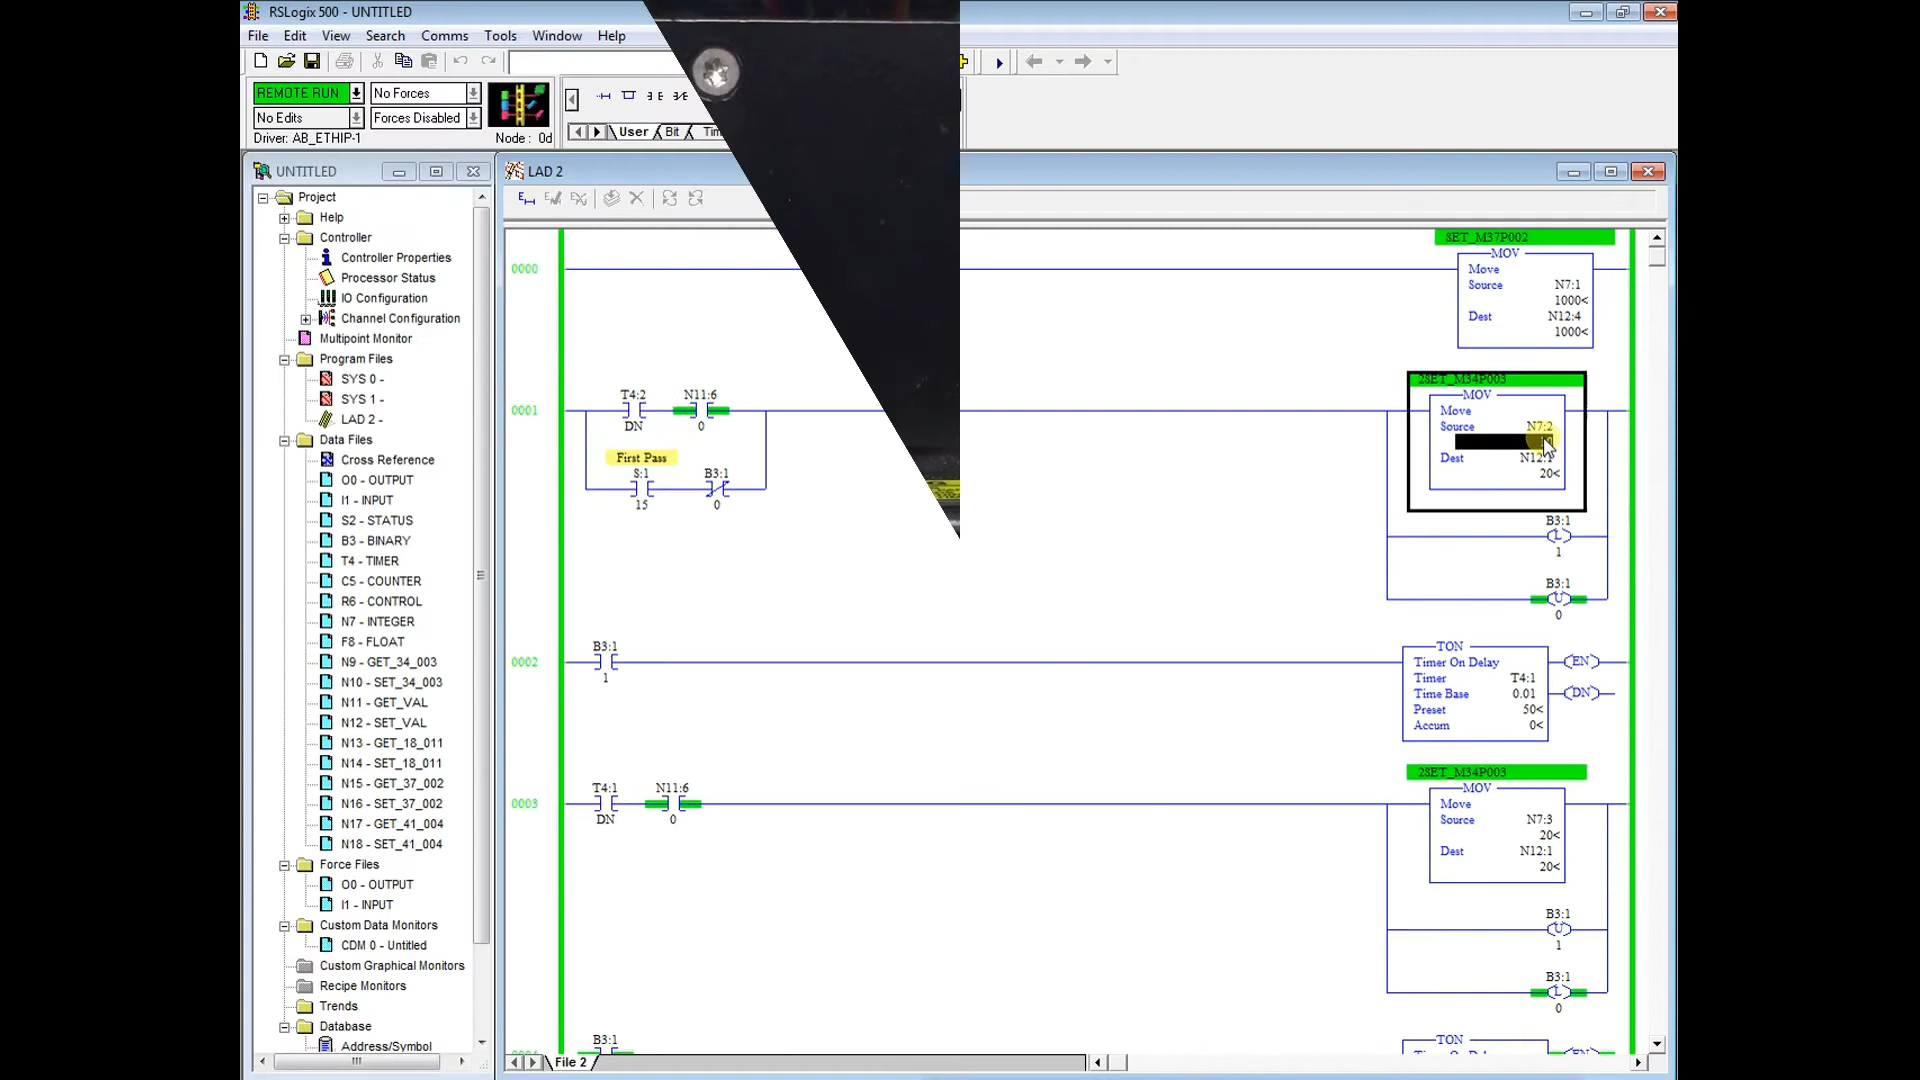 RSLogix 500 - UNTITLED
File Edit View Search Comms Tools Window Help
REMOTE RUN No Forces
No Edits Forces Disabled
Driver: AB_ETHIP-1 Node : 0d
User Bit
UNTITLED
Project
Help
Controller
Controller Properties
Processor Status
IO Configuration
Channel Configuration
Multipoint Monitor
Program Files
SYS 0 -
SYS 1 -
LAD 2 -
Data Files
Cross Reference
O0 - OUTPUT
I1 - INPUT
S2 - STATUS
B3 - BINARY
T4 - TIMER
C5 - COUNTER
R6 - CONTROL
N7 - INTEGER
F8 - FLOAT
N9 - GET_34_003
N10 - SET_34_003
N11 - GET_VAL
N12 - SET_VAL
N13 - GET_18_011
N14 - SET_18_011
N15 - GET_37_002
N16 - SET_37_002
N17 - GET_41_004
N18 - SET_41_004
Force Files
O0 - OUTPUT
I1 - INPUT
Custom Data Monitors
CDM 0 - Untitled
Custom Graphical Monitors
Recipe Monitors
Trends
Database
Address/Symbol
LAD 2
SET_M37P002
0000
MOV
Move
Source N7:1
1000<
Dest N12:4
1000<
2SET_M34P003
0001
T4:2 N11:6
DN 0
First Pass
S:1 B3:1
15 0
MOV
Move
Source N7:2
Dest N12:1
20<
B3:1
L
1
B3:1
U
0
0002
B3:1
1
TON
Timer On Delay EN
Timer T4:1
Time Base 0.01 DN
Preset 50<
Accum 0<
2SET_M34P003
0003
T4:1 N11:6
DN 0
MOV
Move
Source N7:3
20<
Dest N12:1
20<
B3:1
U
1
B3:1
L
0
B3:1
TON
File 2